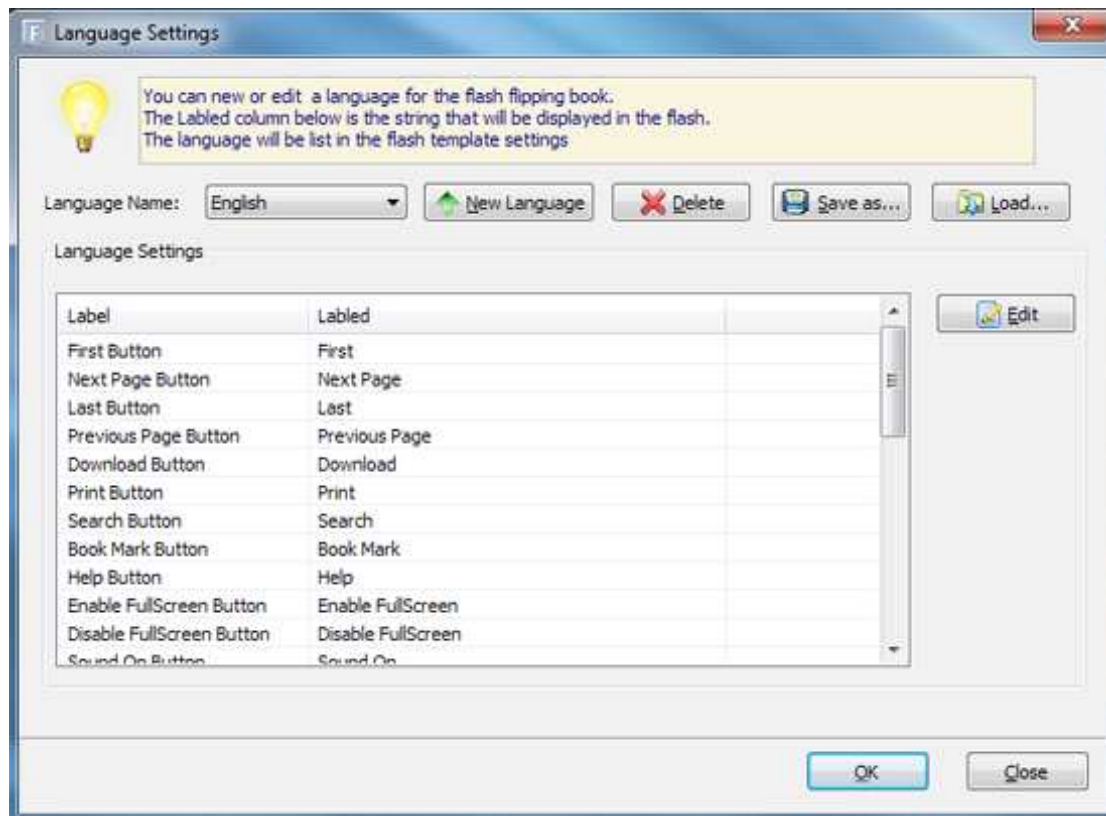 Language Settings
You can new or edit a language for the flash flipping book.
The Labled column below is the string that will be displayed in the flash.
The language will be list in the flash template settings
Language Name: English New Language Delete Save as... Load...
Language Settings
Label Labled
Edit
First Button First
Next Page Button Next Page
Last Button Last
Previous Page Button Previous Page
Download Button Download
Print Button Print
Search Button Search
Book Mark Button Book Mark
Help Button Help
Enable FullScreen Button Enable FullScreen
Disable FullScreen Button Disable FullScreen
Sound On Button Sound On
OK Close